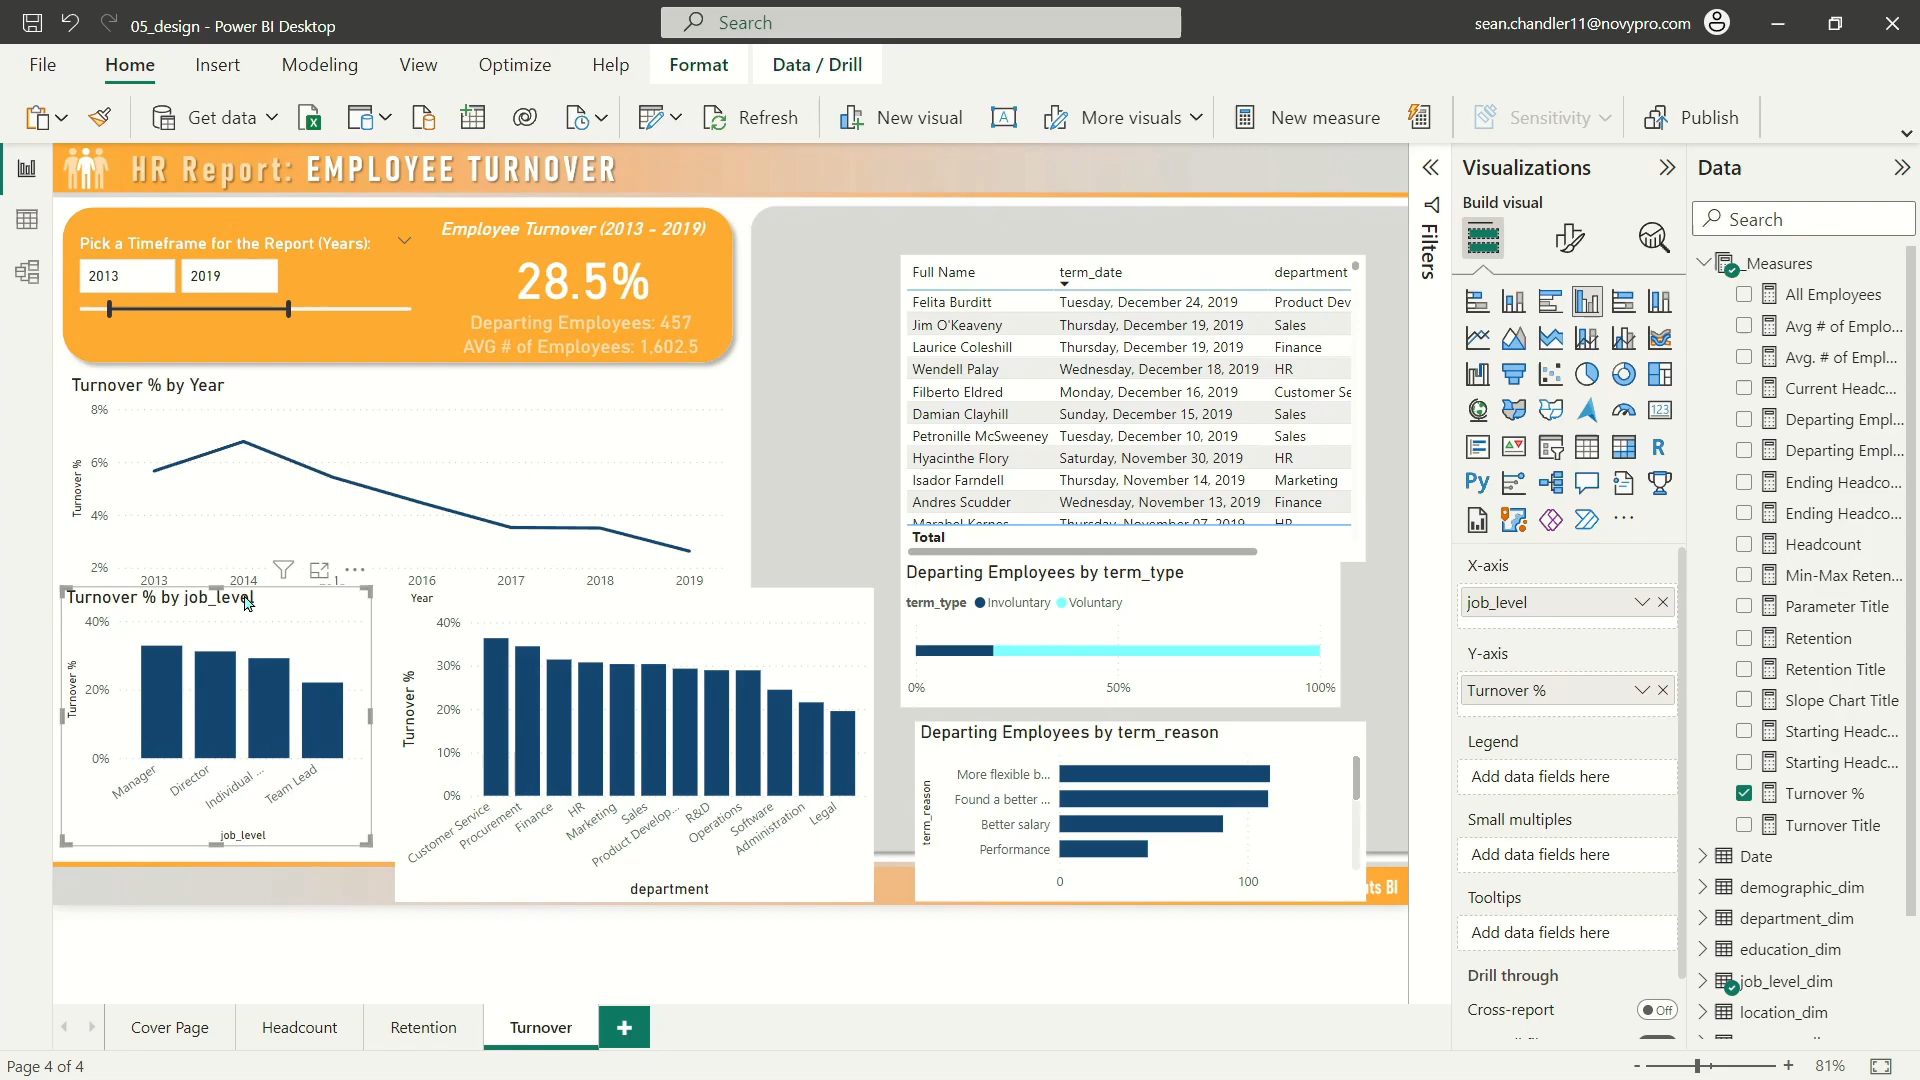 05_design - Power BI Desktop
Search
sean.chandler11@novypro.com
File
Home
Insert
Modeling
View
Optimize
Help
Format
Data / Drill
Get data
Refresh
New visual
A
More visuals
New measure
Sensitivity
Publish
HR Report: EMPLOYEE TURNOVER
Pick a Timeframe for the Report (Years):
2013
2019
Employee Turnover (2013 - 2019)
28.5%
Departing Employees: 457
AVG # of Employees: 1,602.5
Turnover % by Year
8%
6%
4%
2%
Turnover %
2013
2014
2016
2017
2018
2019
Year
Turnover % by job_level
40%
20%
0%
Turnover %
Manager
Director
Individual ...
Team Lead
job_level
40%
30%
20%
10%
0%
Turnover %
Customer Service
Procurement
Finance
HR
Marketing
Sales
Product Develop...
R&D
Operations
Software
Administration
Legal
department
Full Name term_date department
Felita Burditt Tuesday, December 24, 2019 Product Dev
Jim O'Keaveny Thursday, December 19, 2019 Sales
Laurice Coleshill Thursday, December 19, 2019 Finance
Wendell Palay Wednesday, December 18, 2019 HR
Filberto Eldred Monday, December 16, 2019 Customer Se
Damian Clayhill Sunday, December 15, 2019 Sales
Petronille McSweeney Tuesday, December 10, 2019 Sales
Hyacinthe Flory Saturday, November 30, 2019 HR
Isador Farndell Thursday, November 14, 2019 Marketing
Andres Scudder Wednesday, November 13, 2019 Finance
Thursday, November 07, 2019 HR
Total
Departing Employees by term_type
term_type Involuntary Voluntary
0%
50%
100%
Departing Employees by term_reason
term_reason
More flexible b...
Found a better ...
Better salary
Performance
0
100
ts BI
Filters
Visualizations
Build visual
123
R
Py
...
X-axis
job_level
Y-axis
Turnover %
Legend
Add data fields here
Small multiples
Add data fields here
Tooltips
Add data fields here
Drill through
Cross-report
Off
Data
Search
_Measures
All Employees
Avg # of Emplo...
Avg. # of Empl...
Current Headc...
Departing Empl...
Departing Empl...
Ending Headco...
Ending Headco...
Headcount
Min-Max Reten...
Parameter Title
Retention
Retention Title
Slope Chart Title
Starting Headc...
Starting Headc...
Turnover %
Turnover Title
Date
demographic_dim
department_dim
education_dim
job_level_dim
location_dim
Cover Page
Headcount
Retention
Turnover
+
Page 4 of 4
- + 81%